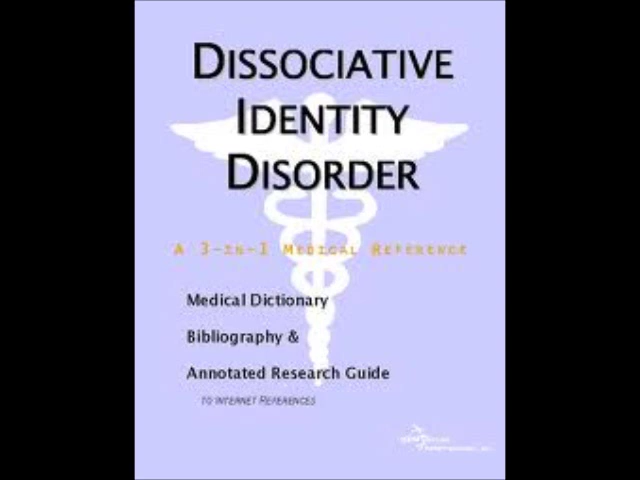 DISSOCIATIVE
IDENTITY
DISORDER
A 3-IN-1 MEDICAL REFERENCE
Medical Dictionary
Bibliography &
Annotated Research Guide
TO INTERNET REFERENCES